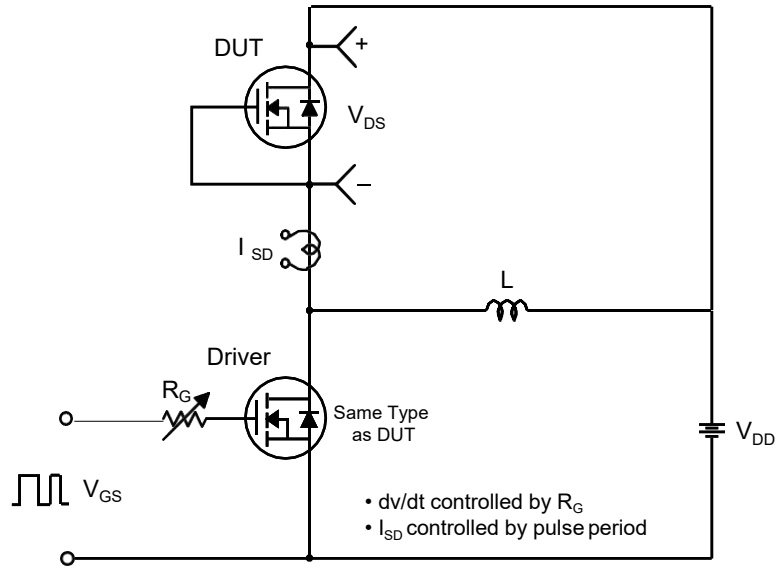 DUT
+
V_DS
–
I_SD
L
Driver
R_G
Same Type
as DUT
V_DD
V_GS
• dv/dt controlled by R_G
• I_SD controlled by pulse period